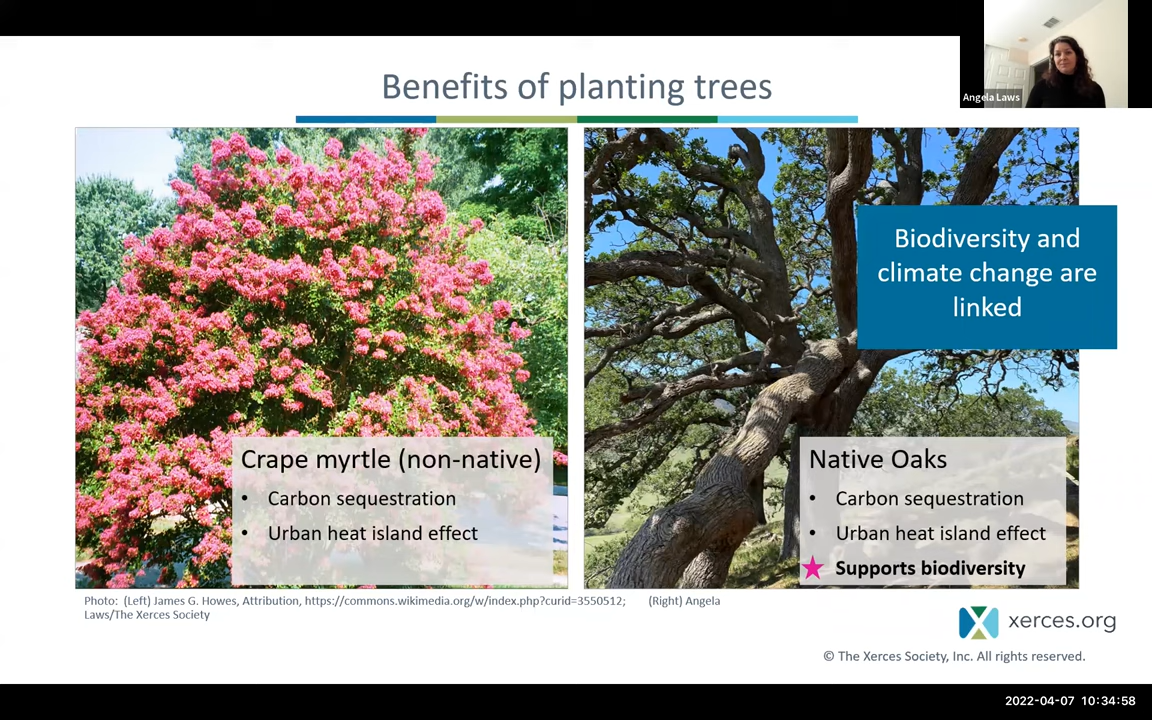 Benefits of planting trees
Angela Laws
Biodiversity and
climate change are
linked
Crape myrtle (non-native)
• Carbon sequestration
• Urban heat island effect
Native Oaks
• Carbon sequestration
• Urban heat island effect
Supports biodiversity
Photo: (Left) James G. Howes, Attribution, https://commons.wikimedia.org/w/index.php?curid=3550512; (Right) Angela
Laws/The Xerces Society
xerces.org
© The Xerces Society, Inc. All rights reserved.
2022-04-07 10:34:58